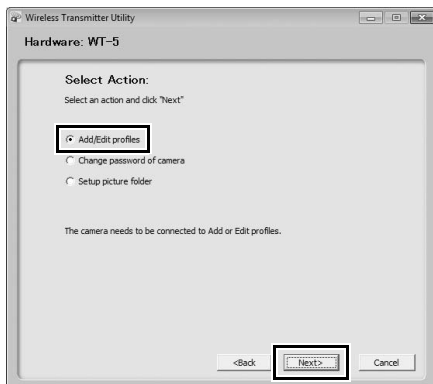 Wireless Transmitter Utility
Hardware: WT-5
Select Action:
Select an action and click "Next"
Add/Edit profiles
Change password of camera
Setup picture folder
The camera needs to be connected to Add or Edit profiles.
<Back Next> Cancel